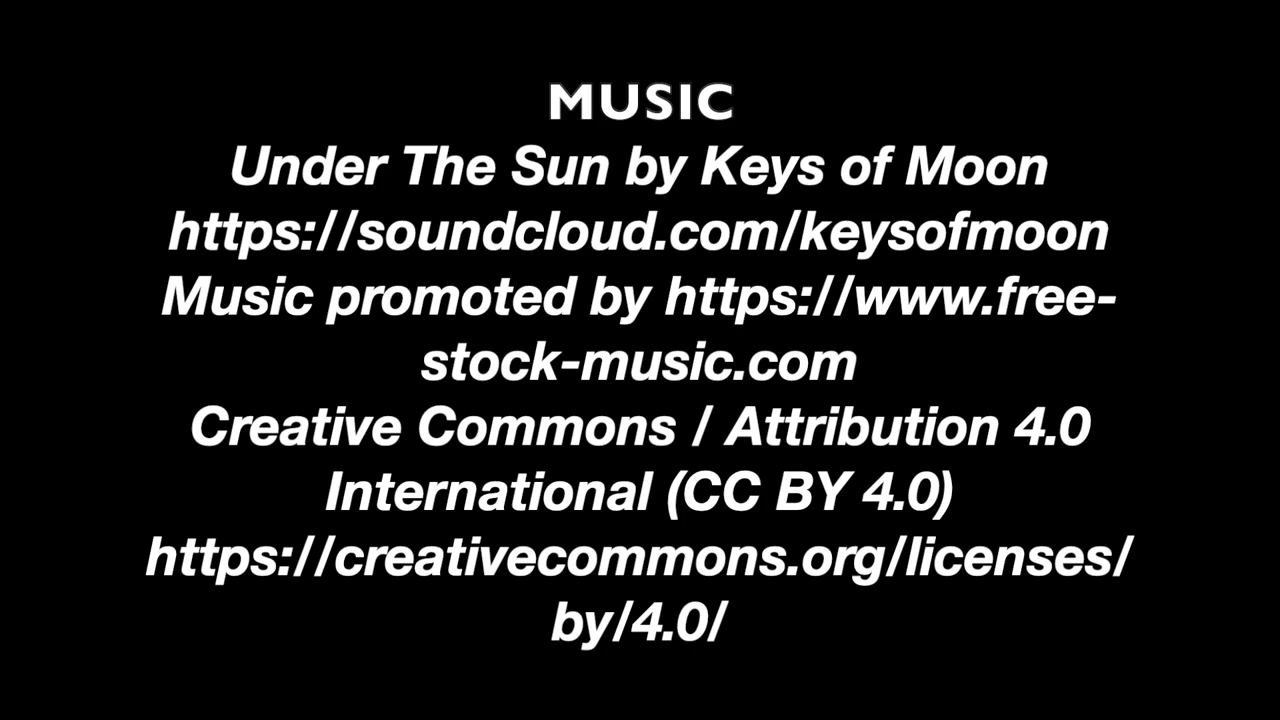 MUSIC
Under The Sun by Keys of Moon
https://soundcloud.com/keysofmoon
Music promoted by https://www.free-
stock-music.com
Creative Commons / Attribution 4.0
International (CC BY 4.0)
https://creativecommons.org/licenses/
by/4.0/